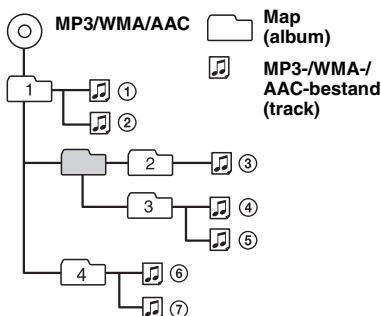 MP3/WMA/AAC
Map
(album)
MP3-/WMA-/
AAC-bestand
(track)
1
①
②
2
③
3
④
⑤
4
⑥
⑦